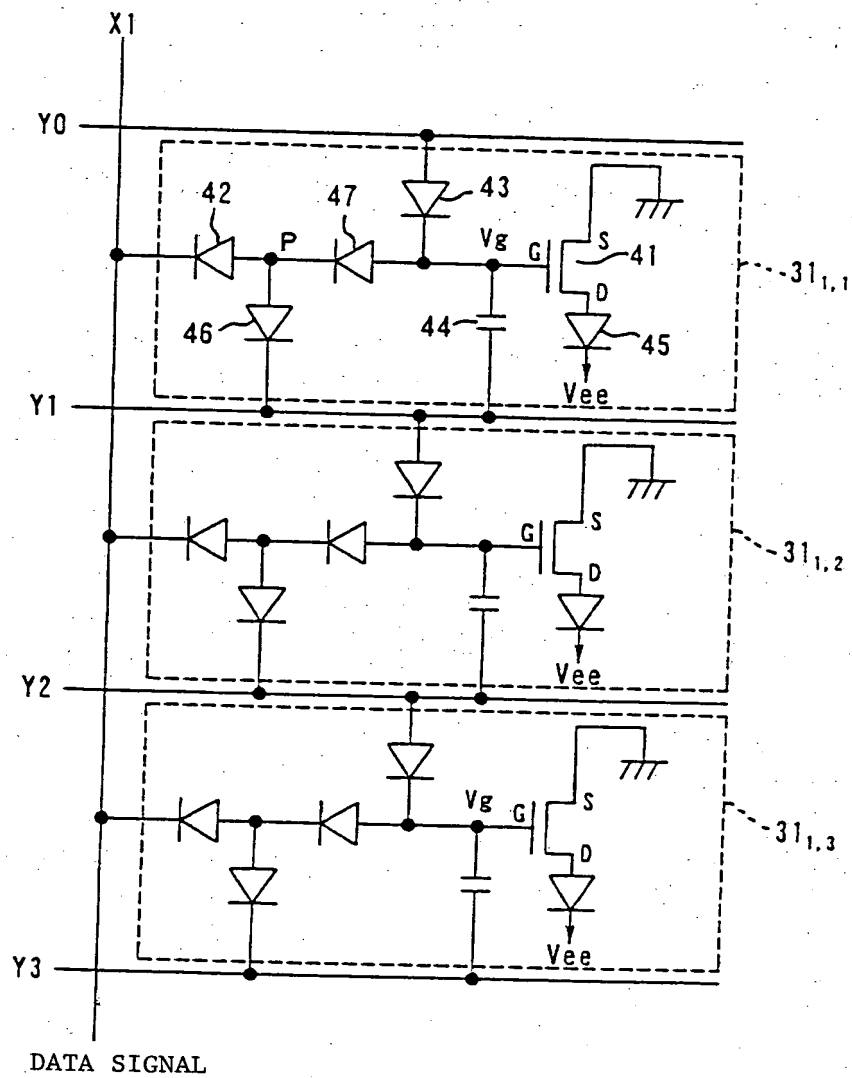 X1
Y0
42
47
43
P
Vg
G
S
41
31₁,₁
D
46
44
45
Vee
Y1
G
S
31₁,₂
D
Vee
Y2
Vg
G
S
D
31₁,₃
Vee
Y3
DATA SIGNAL